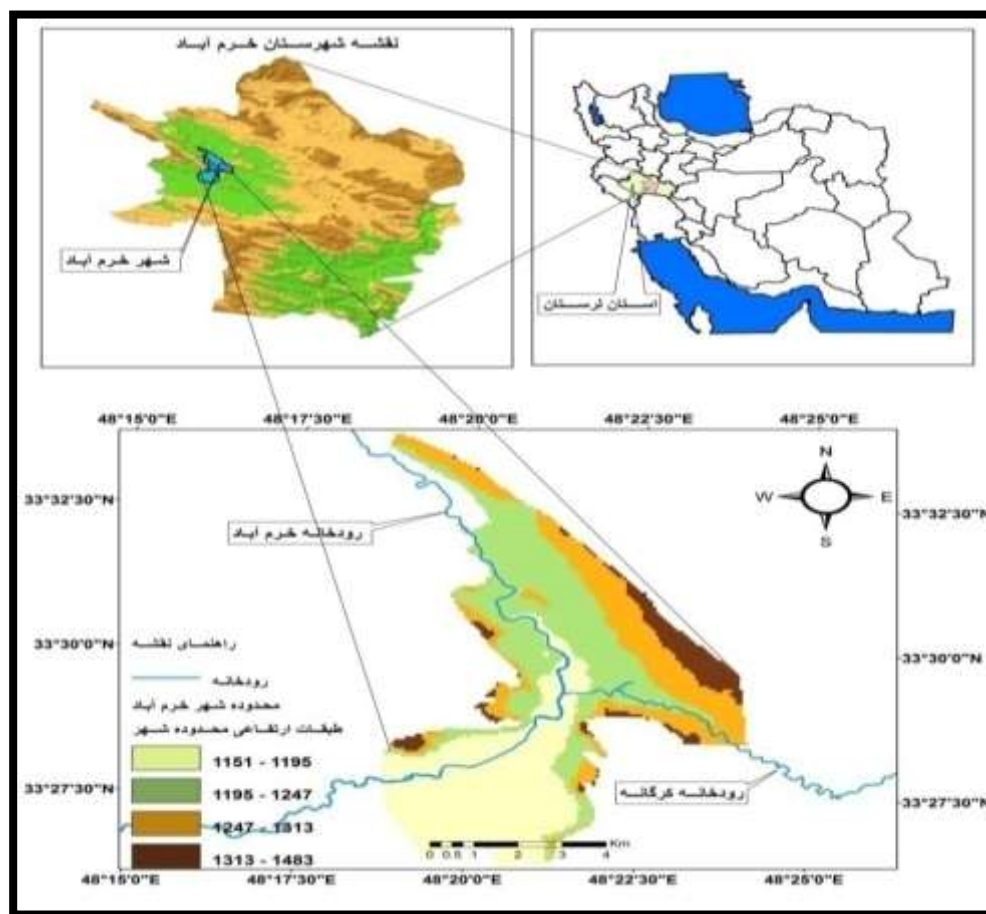 نقشه شهرستان خرم آباد
شهر خرم آباد
استان لرستان
48°15'0"E 48°17'30"E 48°20'0"E 48°22'30"E 48°25'0"E
N
W E
S
33°32'30"N 33°32'30"N
رودخانه خرم آباد
33°30'0"N 33°30'0"N
راهنمای نقشه
رودخانه
محدوده شهر خرم آباد
طبقات ارتفاعی محدوده شهر
1151 - 1195
1195 - 1247
1247 - 1313
1313 - 1483
رودخانه کرگانه
33°27'30"N 33°27'30"N
0 0.5 1 2 3 4 Km
48°15'0"E 48°17'30"E 48°20'0"E 48°22'30"E 48°25'0"E